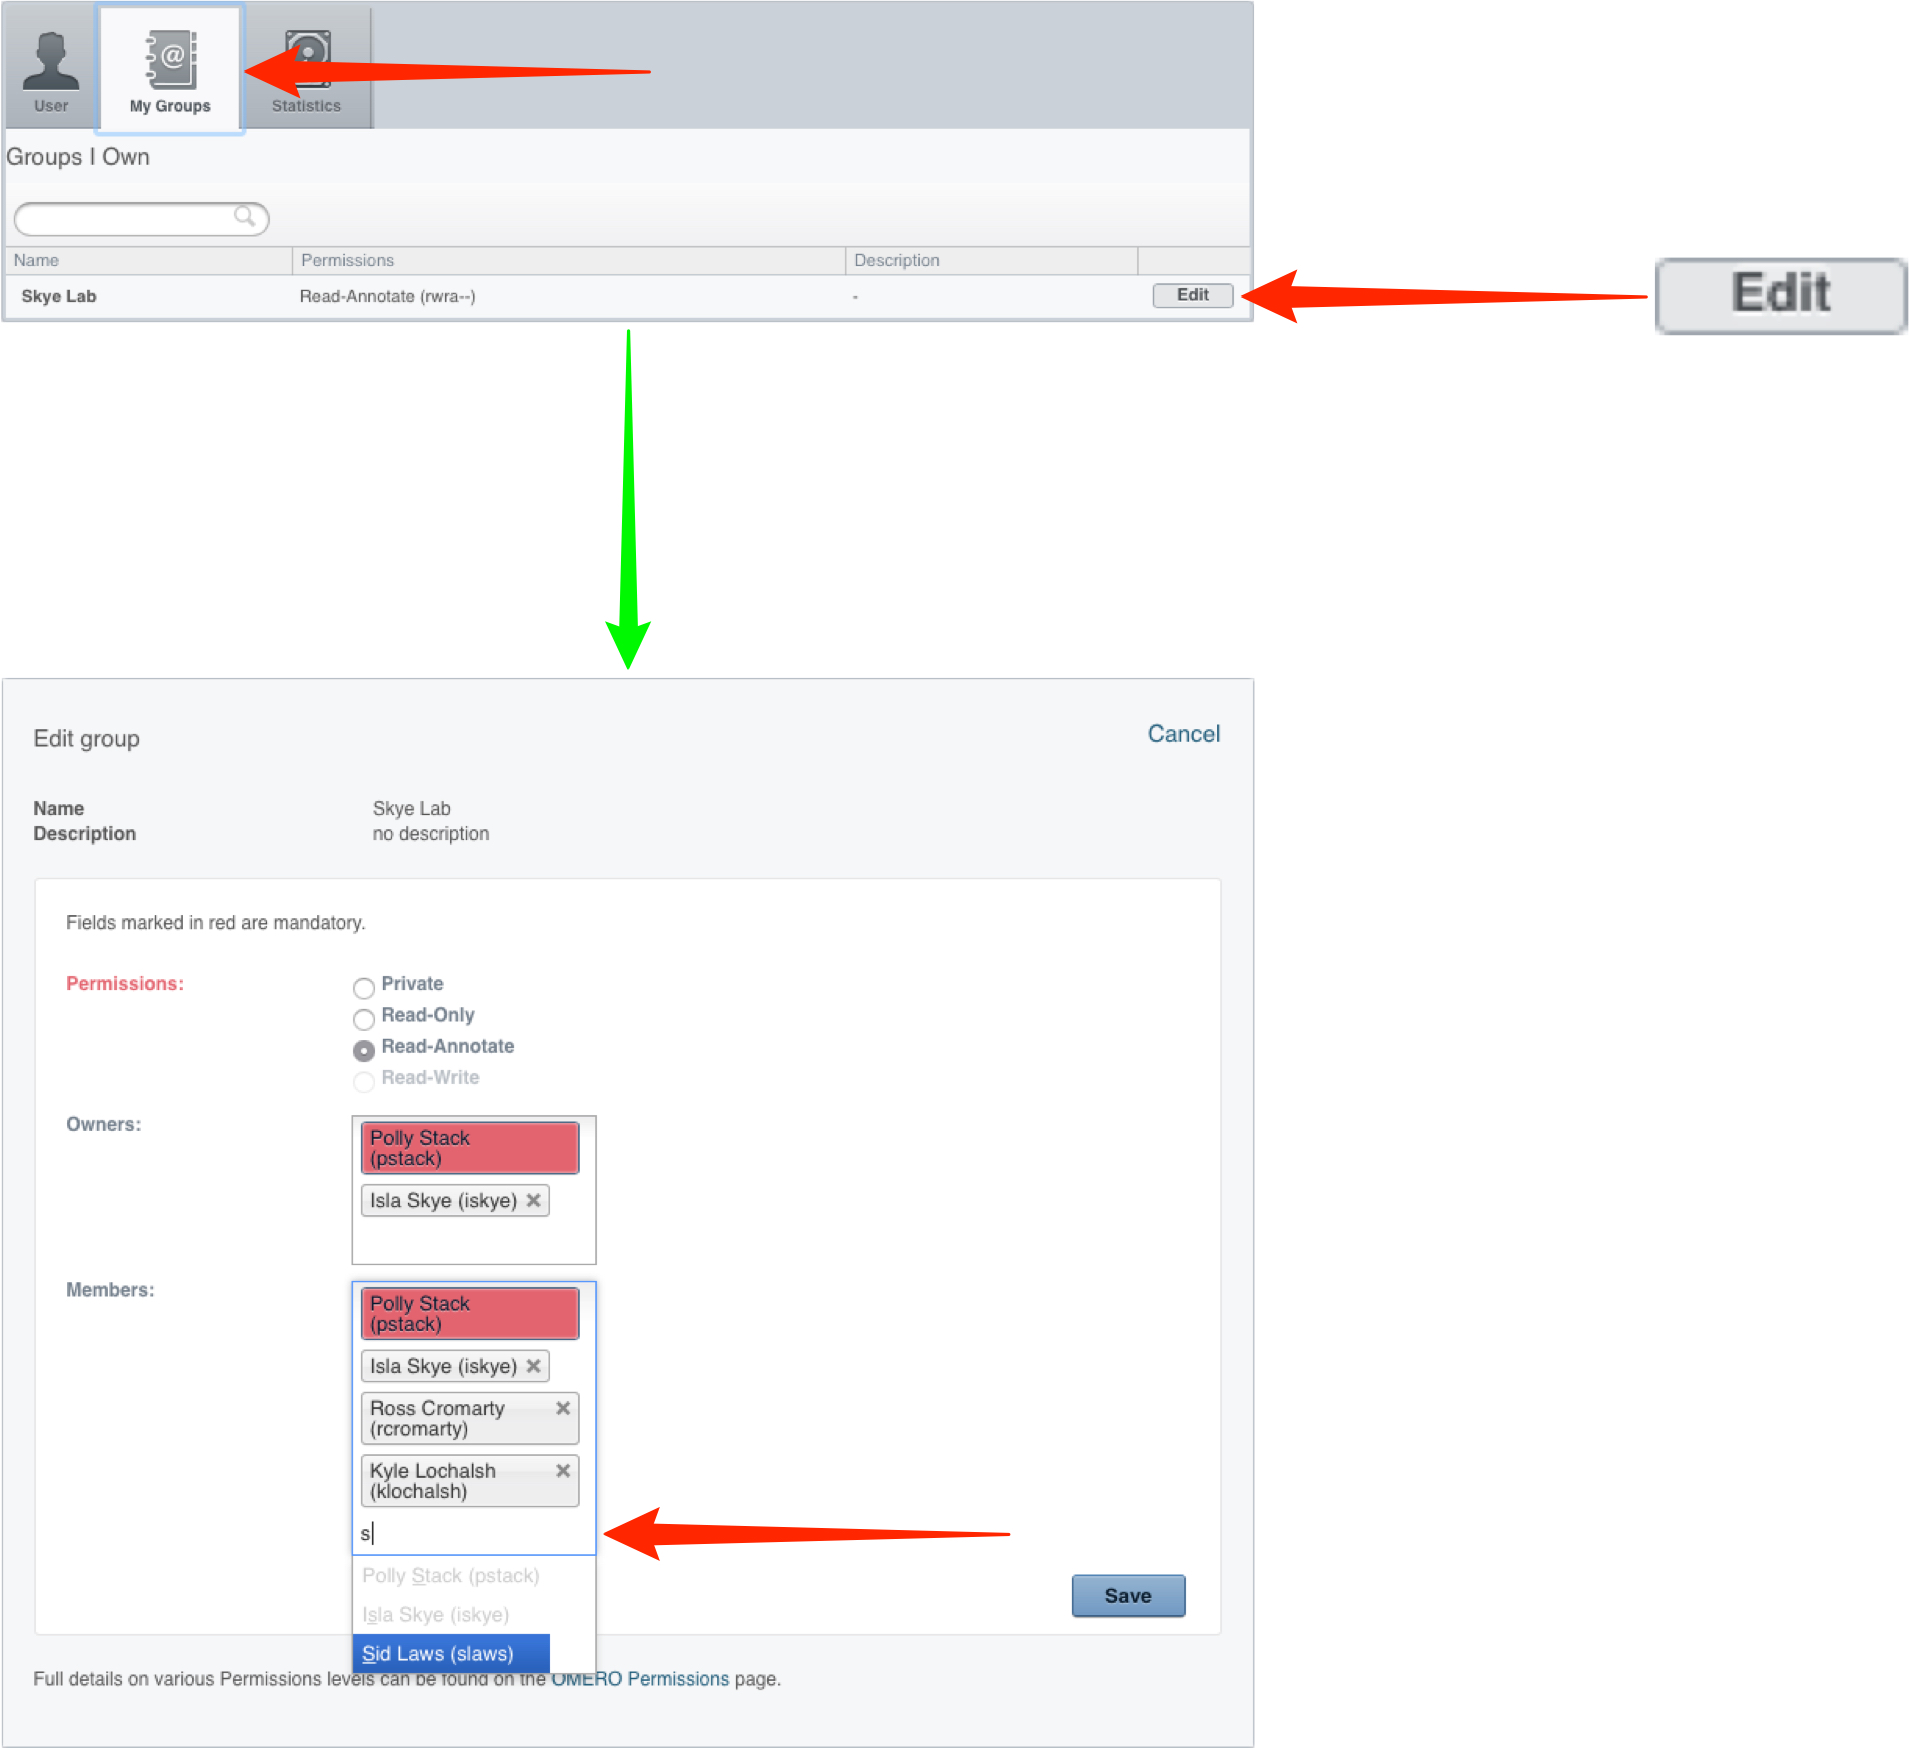 User
My Groups
Statistics
Groups I Own
Name Permissions Description
Skye Lab Read-Annotate (rwra--) - Edit
Edit
Edit group
Cancel
Name Skye Lab
Description no description
Fields marked in red are mandatory.
Permissions:
Private
Read-Only
Read-Annotate
Read-Write
Owners:
Polly Stack
(pstack)
Isla Skye (iskye)
Members:
Polly Stack
(pstack)
Isla Skye (iskye)
Ross Cromarty
(rcromarty)
Kyle Lochalsh
(klochalsh)
s
Polly Stack (pstack)
Isla Skye (iskye)
Sid Laws (slaws)
Save
Full details on various Permissions levels can be found on the OMERO Permissions page.